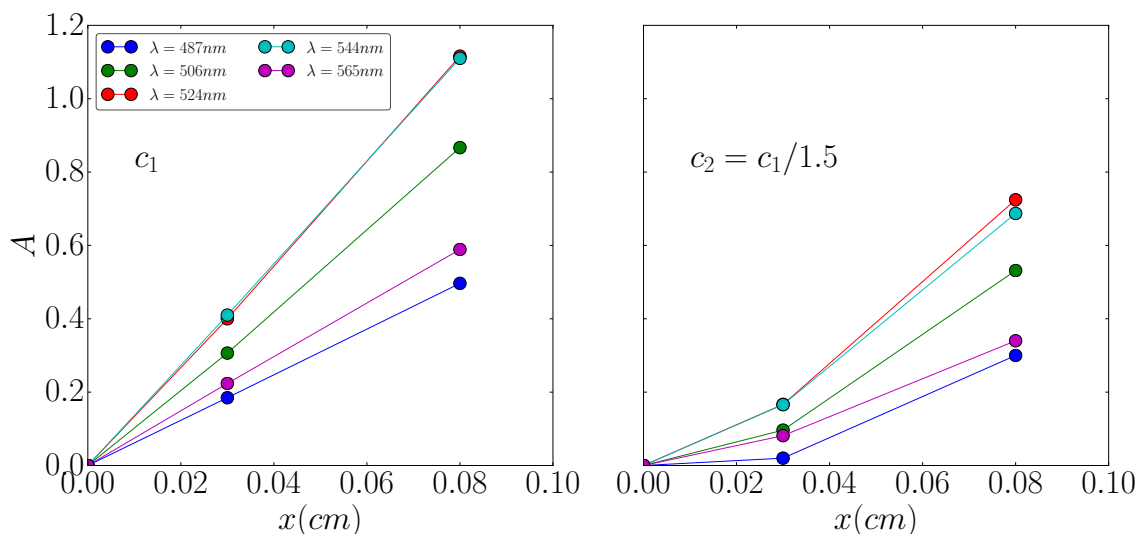 1.2
1.0
0.8
0.6
0.4
0.2
0.0
A
λ = 487nm
λ = 506nm
λ = 524nm
λ = 544nm
λ = 565nm
c₁
0.00 0.02 0.04 0.06 0.08 0.10
x(cm)
c₂ = c₁/1.5
0.00 0.02 0.04 0.06 0.08 0.10
x(cm)